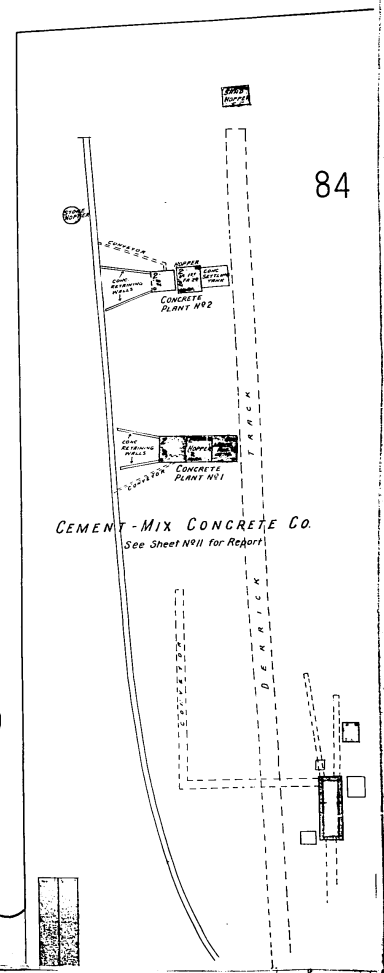 SAND
HOPPER
84
STONE
HOPPER
CONVEYOR
CONC
RETAINING
WALLS
HOPPER
CONC
SETTLING
TANK
CONCRETE
PLANT Nº2
CONC
RETAINING
WALLS
HOPPER
CONCRETE
PLANT Nº1
CONVEYOR
CEMENT-MIX CONCRETE CO.
See Sheet Nº11 for Report
CONVEYOR
DERRICK TRACK